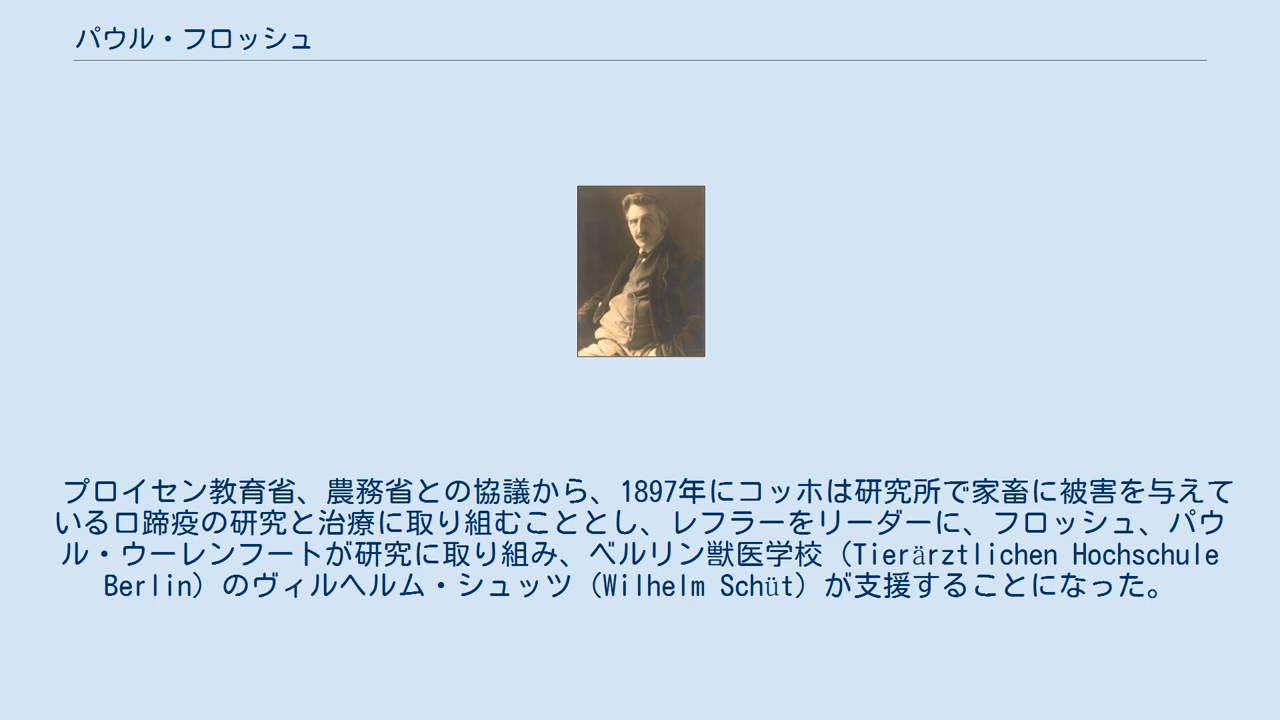 パウル・フロッシュ
プロイセン教育省、農務省との協議から、1897年にコッホは研究所で家畜に被害を与えて
いる口蹄疫の研究と治療に取り組むこととし、レフラーをリーダーに、フロッシュ、パウ
ル・ウーレンフートが研究に取り組み、ベルリン獣医学校（Tierärztlichen Hochschule
Berlin）のヴィルヘルム・シュッツ（Wilhelm Schüt）が支援することになった。